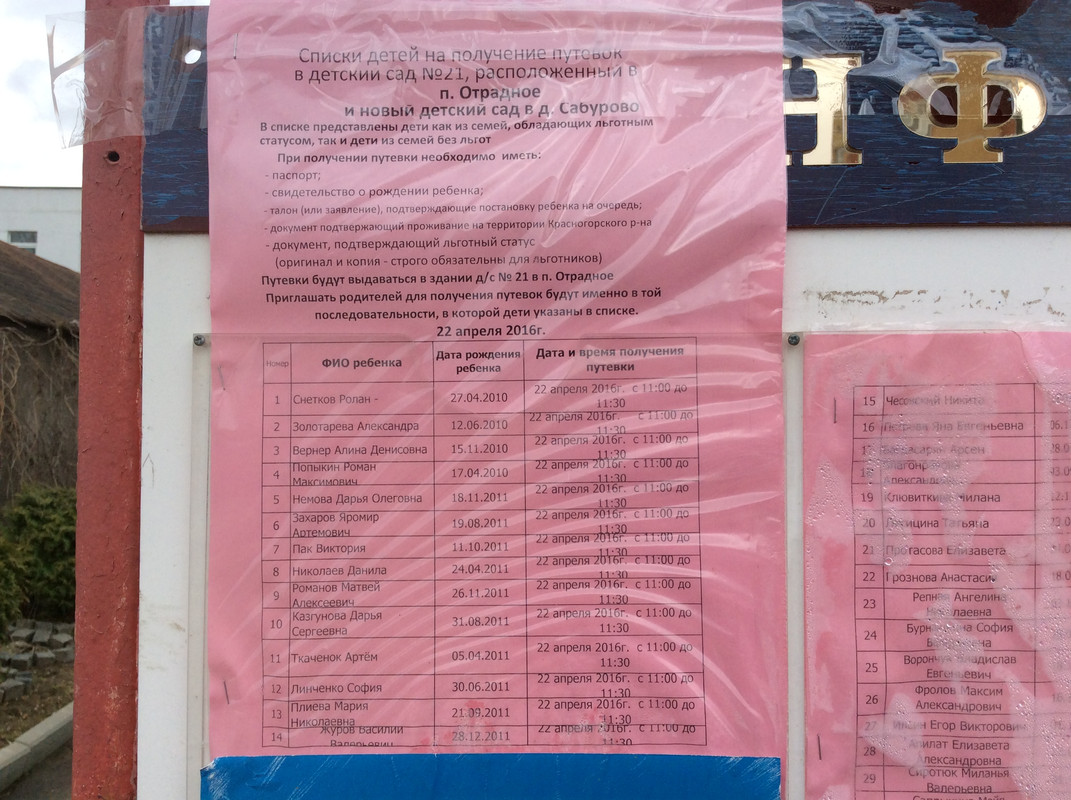 НФ
Списки детей на получение путевок
в детский сад №21, расположенный в
п. Отрадное
и новый детский сад в д. Сабурово
В списке представлены дети как из семей, обладающих льготным
статусом, так и дети из семей без льгот
При получении путевки необходимо иметь:
- паспорт;
- свидетельство о рождении ребенка;
- талон (или заявление), подтверждающие постановку ребенка на очередь;
- документ подтверждающий проживание на территории Красногорского р-на
- документ, подтверждающий льготный статус
(оригинал и копия - строго обязательны для льготников)
Путевки будут выдаваться в здании д/с № 21 в п. Отрадное
Приглашать родителей для получения путевок будут именно в той
последовательности, в которой дети указаны в списке.
22 апреля 2016г.
Номер ФИО ребенка Дата рождения ребенка Дата и время получения путевки
1 Снетков Ролан - 27.04.2010 22 апреля 2016г. с 11:00 до 11:30
2 Золотарева Александра 12.06.2010 22 апреля 2016г. с 11:00 до 11:30
3 Вернер Алина Денисовна 15.11.2010 22 апреля 2016г. с 11:00 до 11:30
4 Попыкин Роман Максимович 17.04.2010 22 апреля 2016г. с 11:00 до 11:30
5 Немова Дарья Олеговна 18.11.2011 22 апреля 2016г. с 11:00 до 11:30
6 Захаров Яромир Артемович 19.08.2011 22 апреля 2016г. с 11:00 до 11:30
7 Пак Виктория 11.10.2011 22 апреля 2016г. с 11:00 до 11:30
8 Николаев Данила 24.04.2011 22 апреля 2016г. с 11:00 до 11:30
9 Романов Матвей Алексеевич 26.11.2011 22 апреля 2016г. с 11:00 до 11:30
10 Казгунова Дарья Сергеевна 31.08.2011 22 апреля 2016г. с 11:00 до 11:30
11 Ткаченок Артём 05.04.2011 22 апреля 2016г. с 11:00 до 11:30
12 Линченко София 30.06.2011 22 апреля 2016г. с 11:00 до 11:30
13 Плиева Мария Николаевна 21.09.2011 22 апреля 2016г. с 11:00 до 11:30
14 Журов Василий Валерьевич 28.12.2011 22 апреля 2016г. с 11:00 до 11:30
15 Никита
16 Яна Евгеньевна
Арсен
19 Клювиткина Милана
20 Татьяна
21 Протасова Елизавета
22 Грознова Анастасия
23 Ангелина
Николаевна
24 София
25 Владислав
Евгеньевич
26 Фролов Максим
Александрович
27 Егор Викторович
28 Елизавета
29 Сиротюк Миланья
Валерьевна